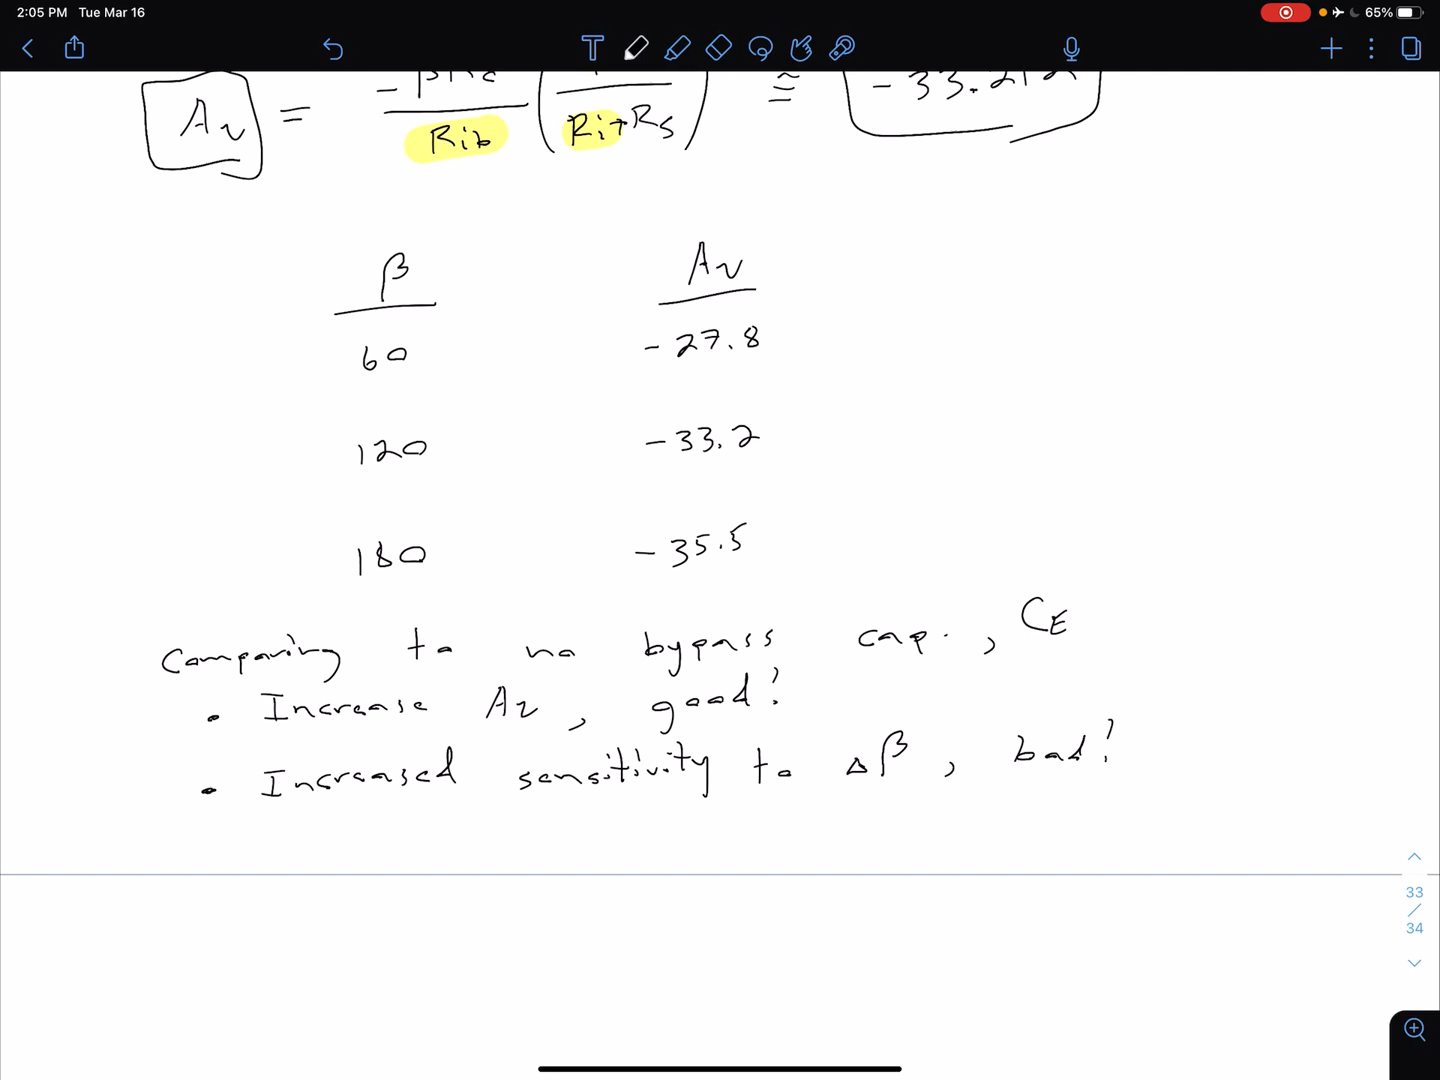 2:05 PM Tue Mar 16
65%
Av = Rib Ri+Rs ≅
β Av
60 -27.8
120 -33.2
180 -35.5
Comparing to no bypass cap., CE
• Increase Av, good!
• Increased sensitivity to Δβ, bad!
33
/
34